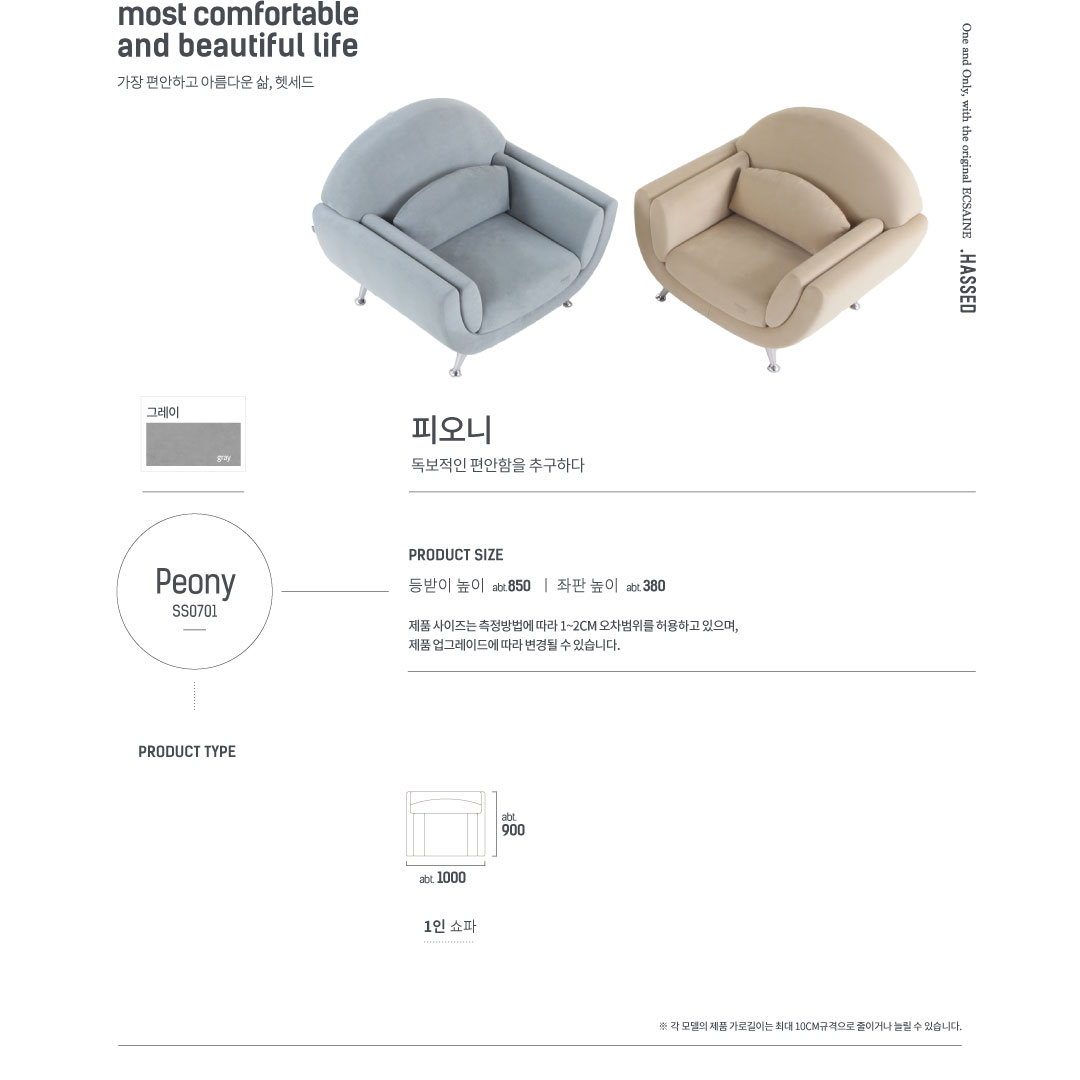 most comfortable
and beautiful life
가장 편안하고 아름다운 삶, 헷세드
One and Only, with the original ECSAINE .HASSED
그레이
gray
피오니
독보적인 편안함을 추구하다
Peony
SS0701
PRODUCT SIZE
등받이 높이 abt.850 | 좌판 높이 abt.380
제품 사이즈는 측정방법에 따라 1~2CM 오차범위를 허용하고 있으며,
제품 업그레이드에 따라 변경될 수 있습니다.
PRODUCT TYPE
abt.
900
abt. 1000
1인 쇼파
※ 각 모델의 제품 가로길이는 최대 10CM규격으로 줄이거나 늘릴 수 있습니다.